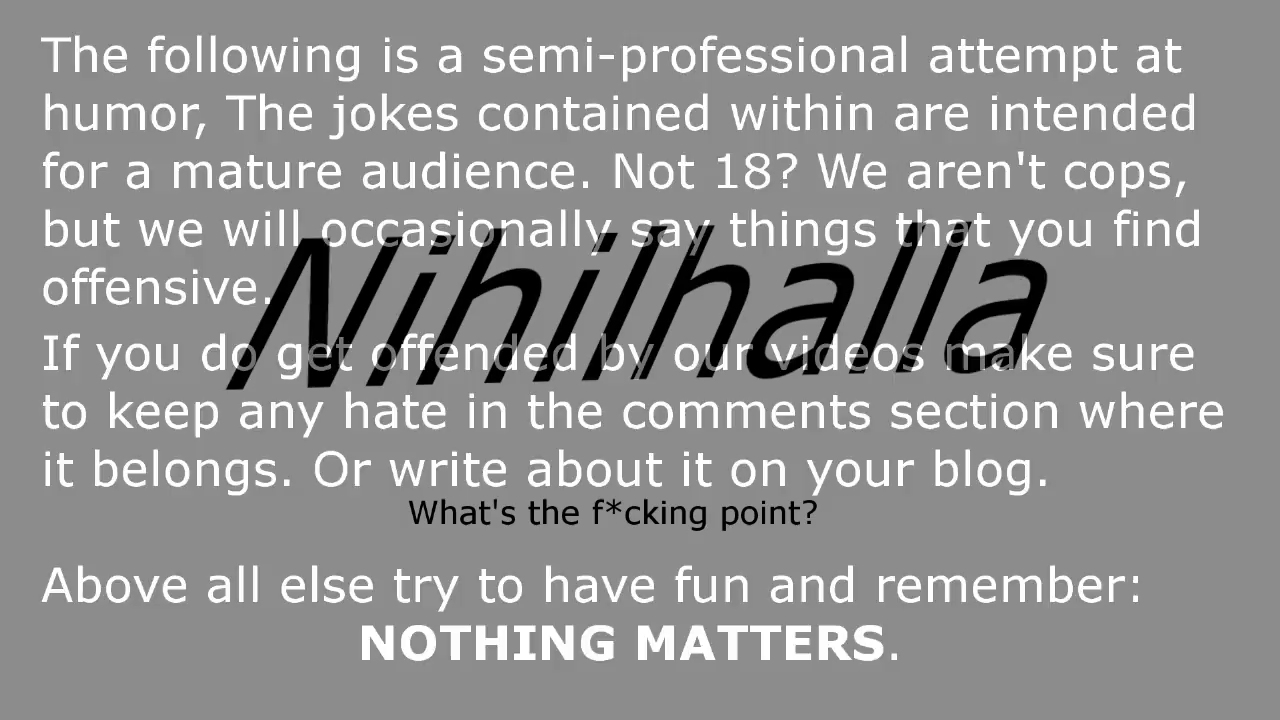 The following is a semi-professional attempt at
humor, The jokes contained within are intended
for a mature audience. Not 18? We aren't cops,
but we will occasionally say things that you find
offensive.
Nihilhalla
If you do get offended by our videos make sure
to keep any hate in the comments section where
it belongs. Or write about it on your blog.
What's the f*cking point?
Above all else try to have fun and remember:
NOTHING MATTERS.